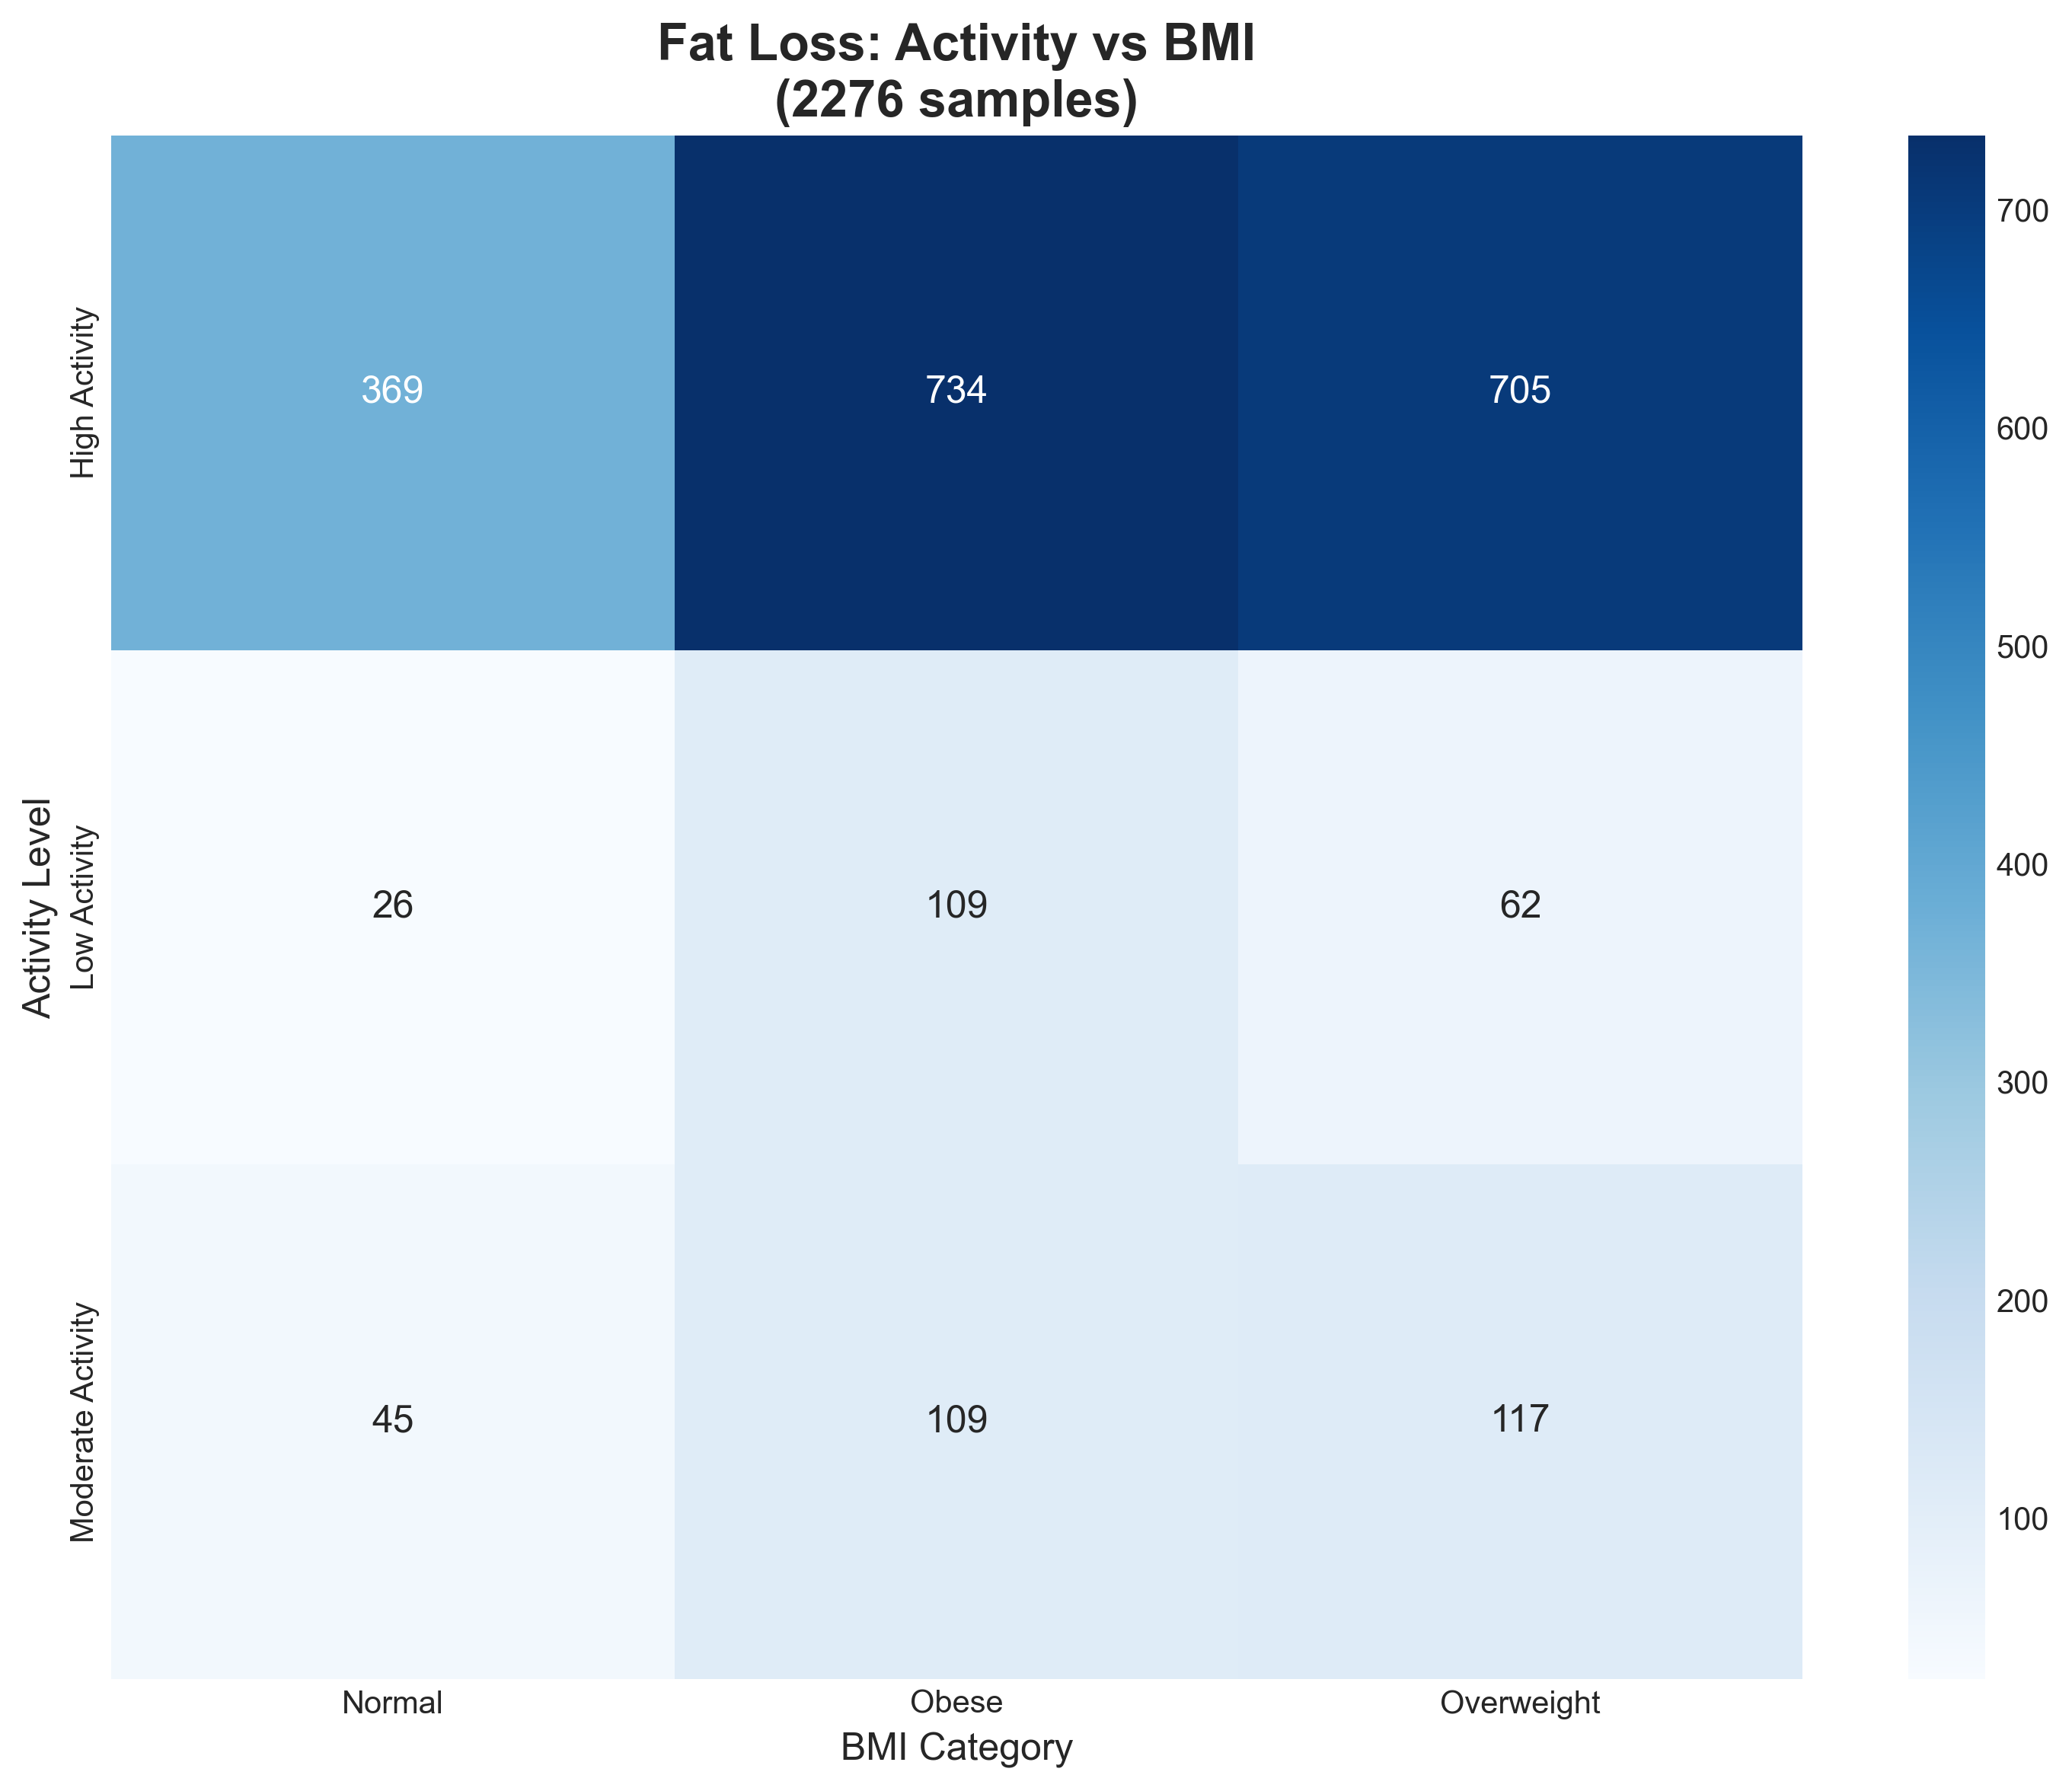 Fat Loss: Activity vs BMI
(2276 samples)
Activity Level
High Activity
369 734 705
Low Activity
26 109 62
Moderate Activity
45 109 117
Normal Obese Overweight
BMI Category
700
600
500
400
300
200
100